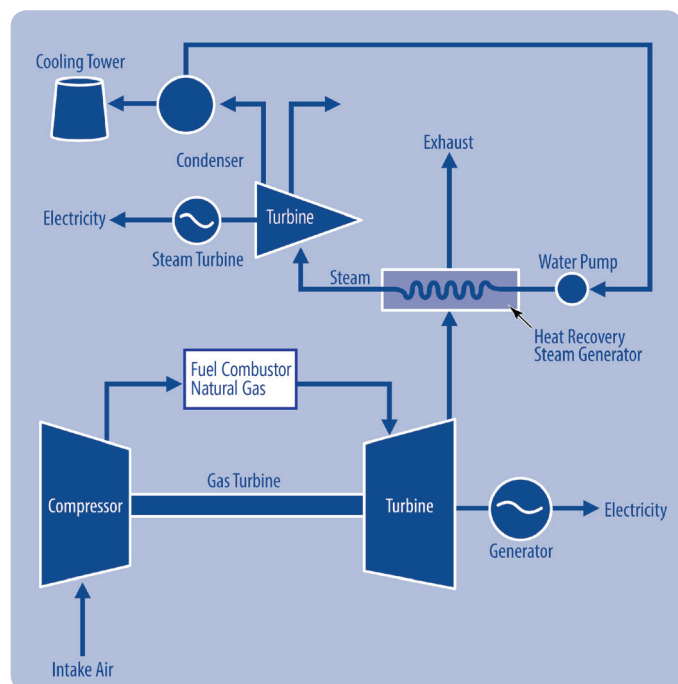 Cooling Tower
Condenser
Exhaust
Electricity
Turbine
Steam Turbine
Steam
Water Pump
Heat Recovery
Steam Generator
Fuel Combustor
Natural Gas
Gas Turbine
Compressor
Turbine
Electricity
Generator
Intake Air